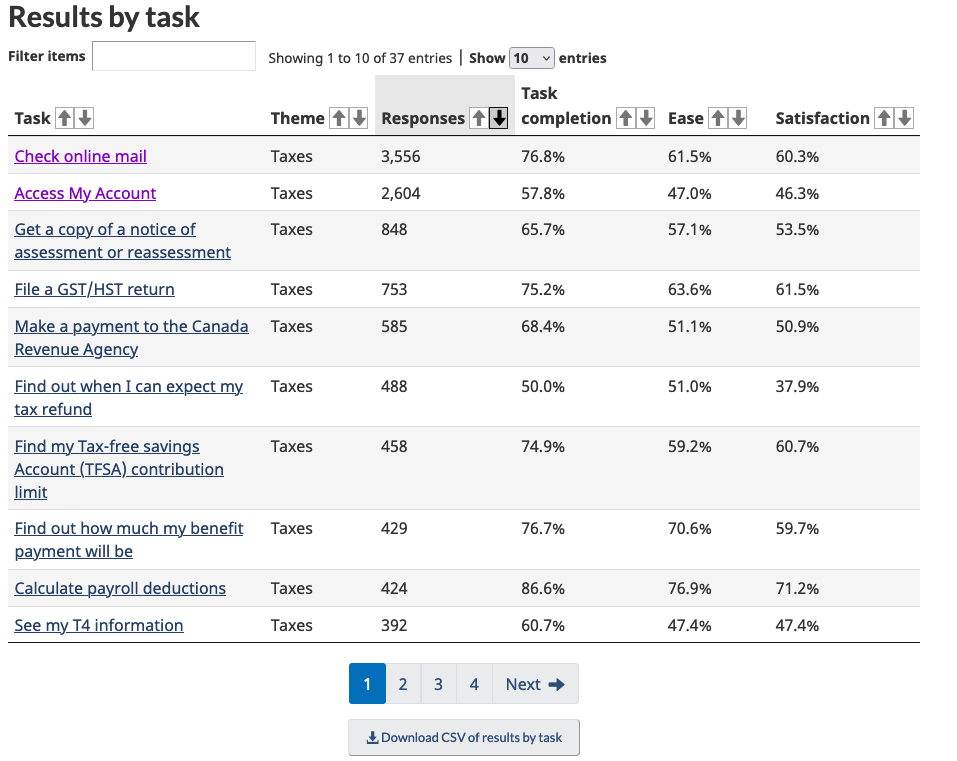 Results by task
Filter items Showing 1 to 10 of 37 entries | Show 10 entries
Task
Task Theme Responses completion Ease Satisfaction
Check online mail Taxes 3,556 76.8% 61.5% 60.3%
Access My Account Taxes 2,604 57.8% 47.0% 46.3%
Get a copy of a notice of Taxes 848 65.7% 57.1% 53.5%
assessment or reassessment
File a GST/HST return Taxes 753 75.2% 63.6% 61.5%
Make a payment to the Canada Taxes 585 68.4% 51.1% 50.9%
Revenue Agency
Find out when I can expect my Taxes 488 50.0% 51.0% 37.9%
tax refund
Find my Tax-free savings Taxes 458 74.9% 59.2% 60.7%
Account (TFSA) contribution
limit
Find out how much my benefit Taxes 429 76.7% 70.6% 59.7%
payment will be
Calculate payroll deductions Taxes 424 86.6% 76.9% 71.2%
See my T4 information Taxes 392 60.7% 47.4% 47.4%
1 2 3 4 Next
Download CSV of results by task